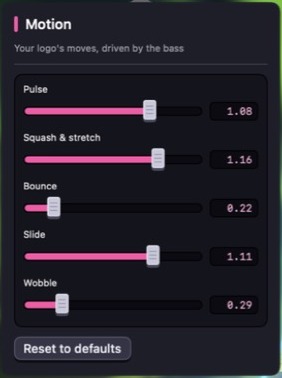 Motion
Your logo's moves, driven by the bass
Pulse
1.08
Squash & stretch
1.16
Bounce
0.22
Slide
1.11
Wobble
0.29
Reset to defaults